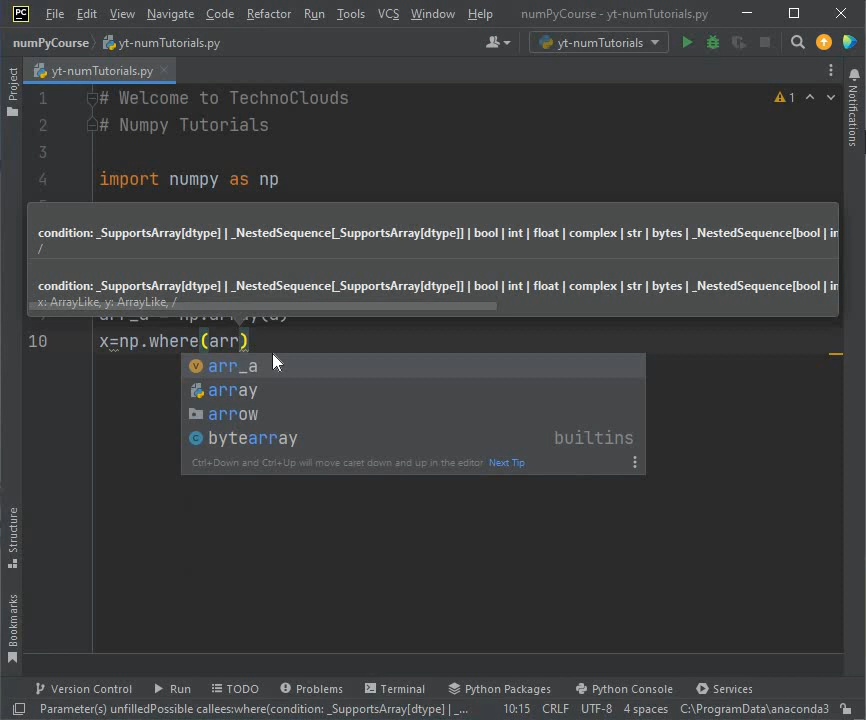 PC File Edit View Navigate Code Refactor Run Tools VCS Window Help numPyCourse - yt-numTutorials.py
numPyCourse yt-numTutorials.py yt-numTutorials
Project
yt-numTutorials.py
Notifications
1 # Welcome to TechnoClouds
1
2 # Numpy Tutorials
3
4 import numpy as np
condition: _SupportsArray[dtype] | _NestedSequence[_SupportsArray[dtype]] | bool | int | float | complex | str | bytes | _NestedSequence[bool | in
/
condition: _SupportsArray[dtype] | _NestedSequence[_SupportsArray[dtype]] | bool | int | float | complex | str | bytes | _NestedSequence[bool | in
x: ArrayLike, y: ArrayLike, /
arr_a = np.array(a)
10 x=np.where(arr)
arr_a
array
arrow
bytearray builtins
Ctrl+Down and Ctrl+Up will move caret down and up in the editor Next Tip
Structure
Bookmarks
Version Control Run TODO Problems Terminal Python Packages Python Console Services
Parameter(s) unfilledPossible callees:where(condition: _SupportsArray[dtype] | _... 10:15 CRLF UTF-8 4 spaces C:\ProgramData\anaconda3